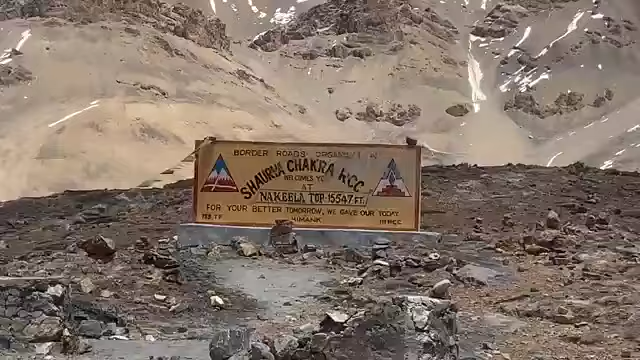 BORDER ROADS ORGANISATION
SHAURYA CHAKRA RCC
WELCOMES YOU
AT
NAKEELA TOP 15547 FT.
FOR YOUR BETTER TOMORROW, WE GAVE OUR TODAY
HIMANK